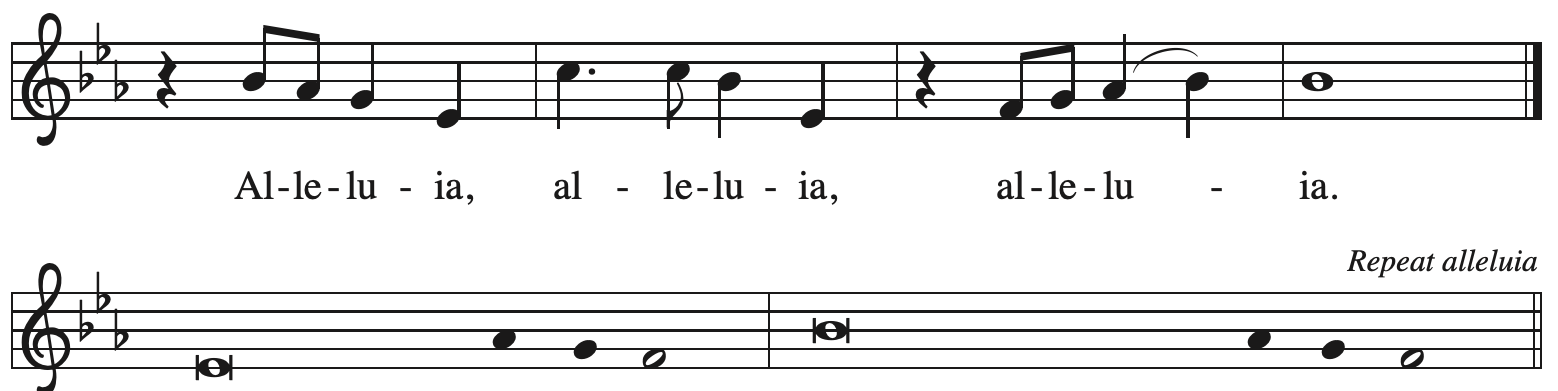 Al-le-lu - ia, al - le-lu - ia, al-le-lu - ia.
Repeat alleluia